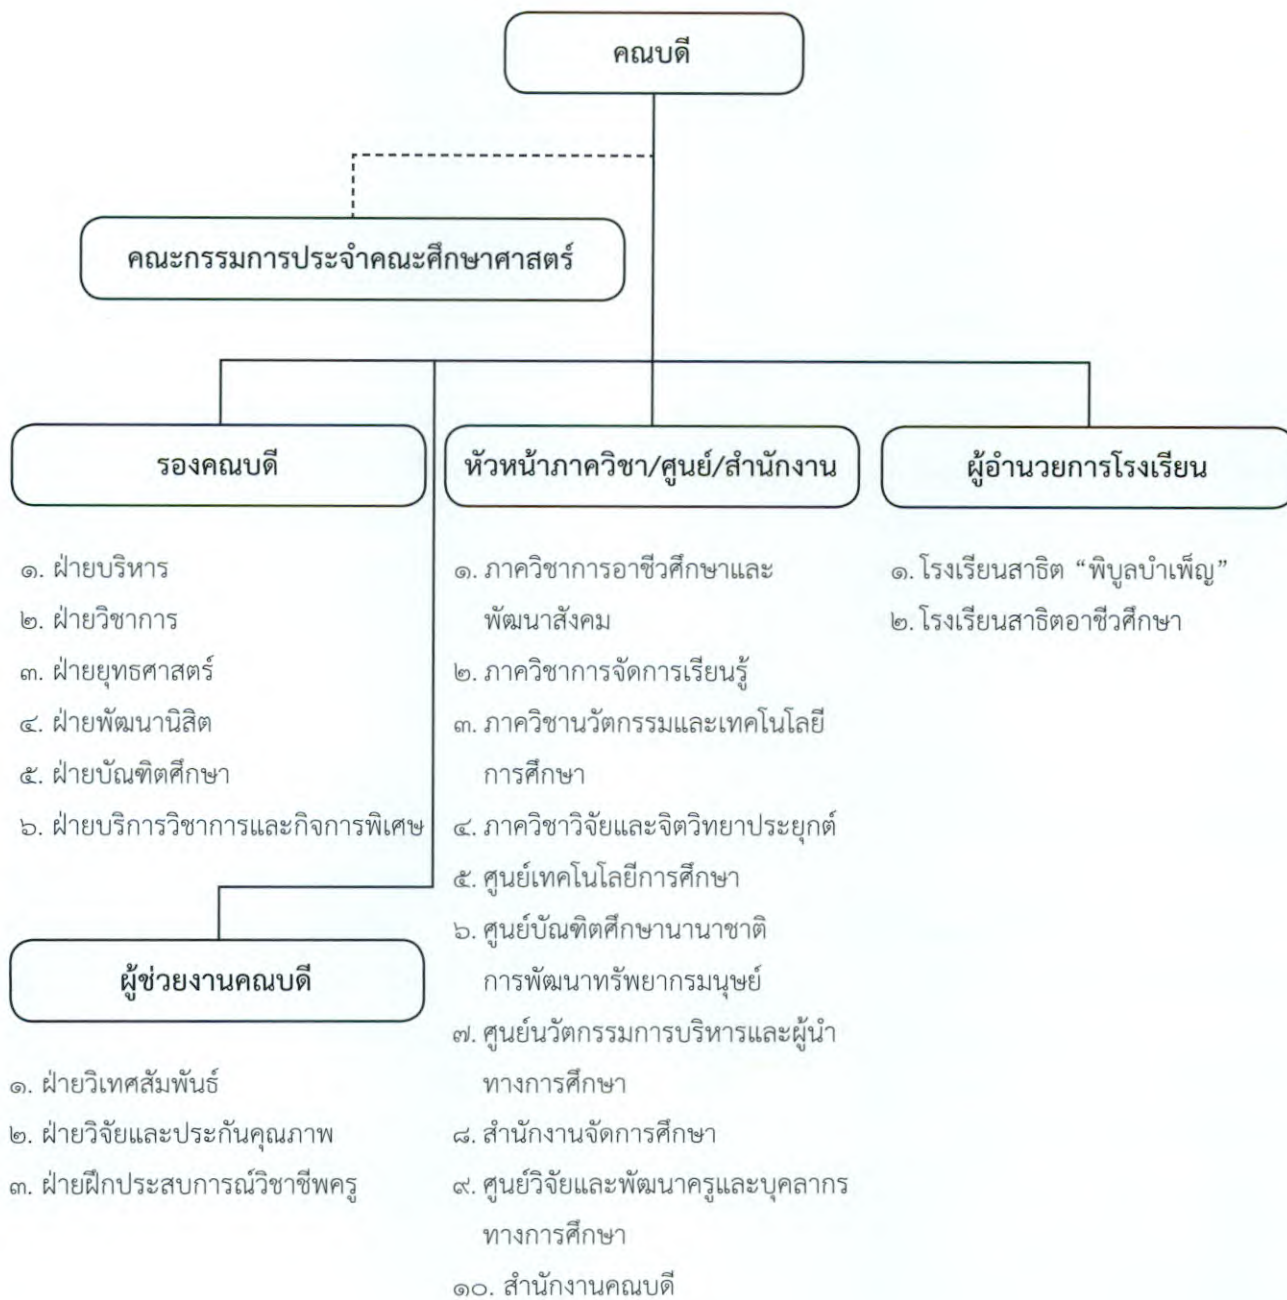 คณบดี
คณะกรรมการประจำคณะศึกษาศาสตร์
รองคณบดี
๑. ฝ่ายบริหาร
๒. ฝ่ายวิชาการ
๓. ฝ่ายยุทธศาสตร์
๔. ฝ่ายพัฒนานิสิต
๕. ฝ่ายบัณฑิตศึกษา
๖. ฝ่ายบริการวิชาการและกิจการพิเศษ
ผู้ช่วยงานคณบดี
๑. ฝ่ายวิเทศสัมพันธ์
๒. ฝ่ายวิจัยและประกันคุณภาพ
๓. ฝ่ายฝึกประสบการณ์วิชาชีพครู
หัวหน้าภาควิชา/ศูนย์/สำนักงาน
๑. ภาควิชาการอาชีวศึกษาและ
พัฒนาสังคม
๒. ภาควิชาการจัดการเรียนรู้
๓. ภาควิชานวัตกรรมและเทคโนโลยี
การศึกษา
๔. ภาควิชาวิจัยและจิตวิทยาประยุกต์
๕. ศูนย์เทคโนโลยีการศึกษา
๖. ศูนย์บัณฑิตศึกษานานาชาติ
การพัฒนาทรัพยากรมนุษย์
๗. ศูนย์นวัตกรรมการบริหารและผู้นำ
ทางการศึกษา
๘. สำนักงานจัดการศึกษา
๙. ศูนย์วิจัยและพัฒนาครูและบุคลากร
ทางการศึกษา
๑๐. สำนักงานคณบดี
ผู้อำนวยการโรงเรียน
๑. โรงเรียนสาธิต “พิบูลบำเพ็ญ”
๒. โรงเรียนสาธิตอาชีวศึกษา